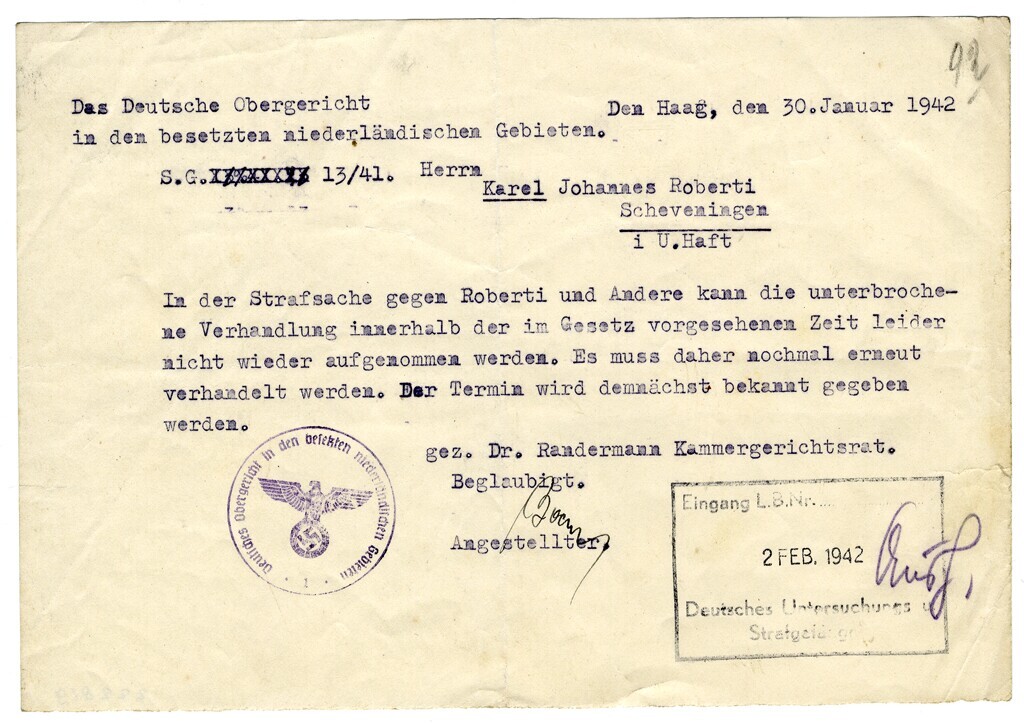 92
Das Deutsche Obergericht
in den besetzten niederländischen Gebieten.
Den Haag, den 30.Januar 1942
S.G. 13/41. Herrn
Karel Johannes Roberti
Scheveningen
i U.Haft
In der Strafsache gegen Roberti und Andere kann die unterbroche-
ne Verhandlung innerhalb der im Gesetz vorgesehenen Zeit leider
nicht wieder aufgenommen werden. Es muss daher nochmal erneut
verhandelt werden. Der Termin wird demnächst bekannt gegeben
werden.
gez. Dr. Randermann Kammergerichtsrat.
Beglaubigt.
Angestellter.
Deutsches Obergericht in den besetzten niederländischen Gebieten
1
Eingang L.B.Nr.
2 FEB. 1942
Deutsches Untersuchungs u